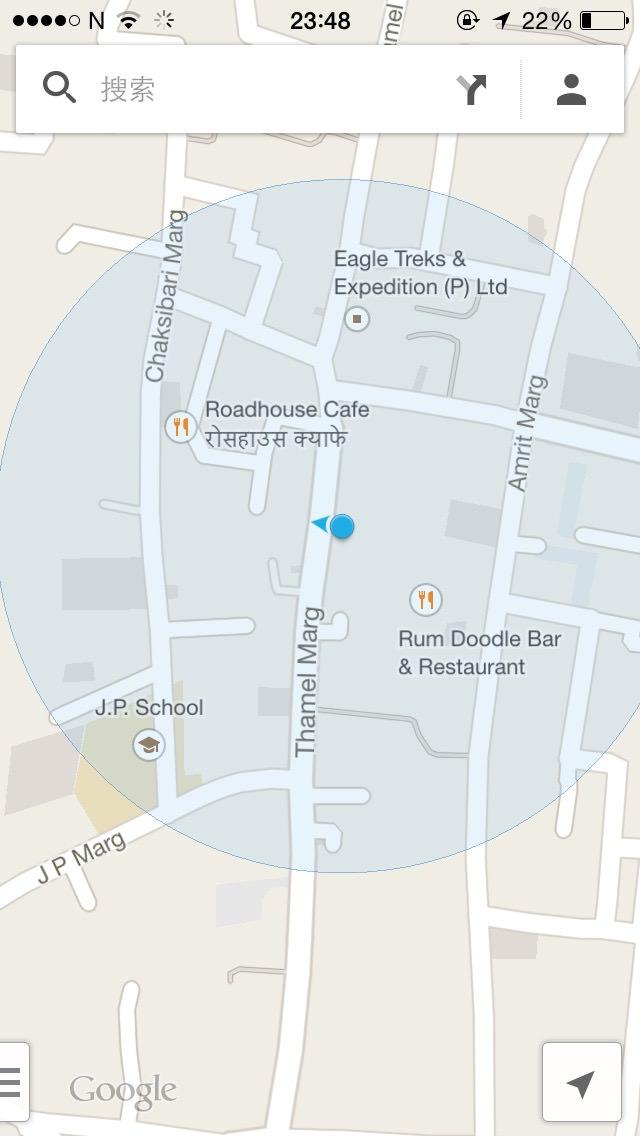 N 23:48 22%
amel
搜索
Chaksibari Marg
Eagle Treks &
Expedition (P) Ltd
Roadhouse Cafe
रोसहाउस क्याफे
Amrit Marg
Rum Doodle Bar
& Restaurant
Thamel Marg
J.P. School
J P Marg
Google